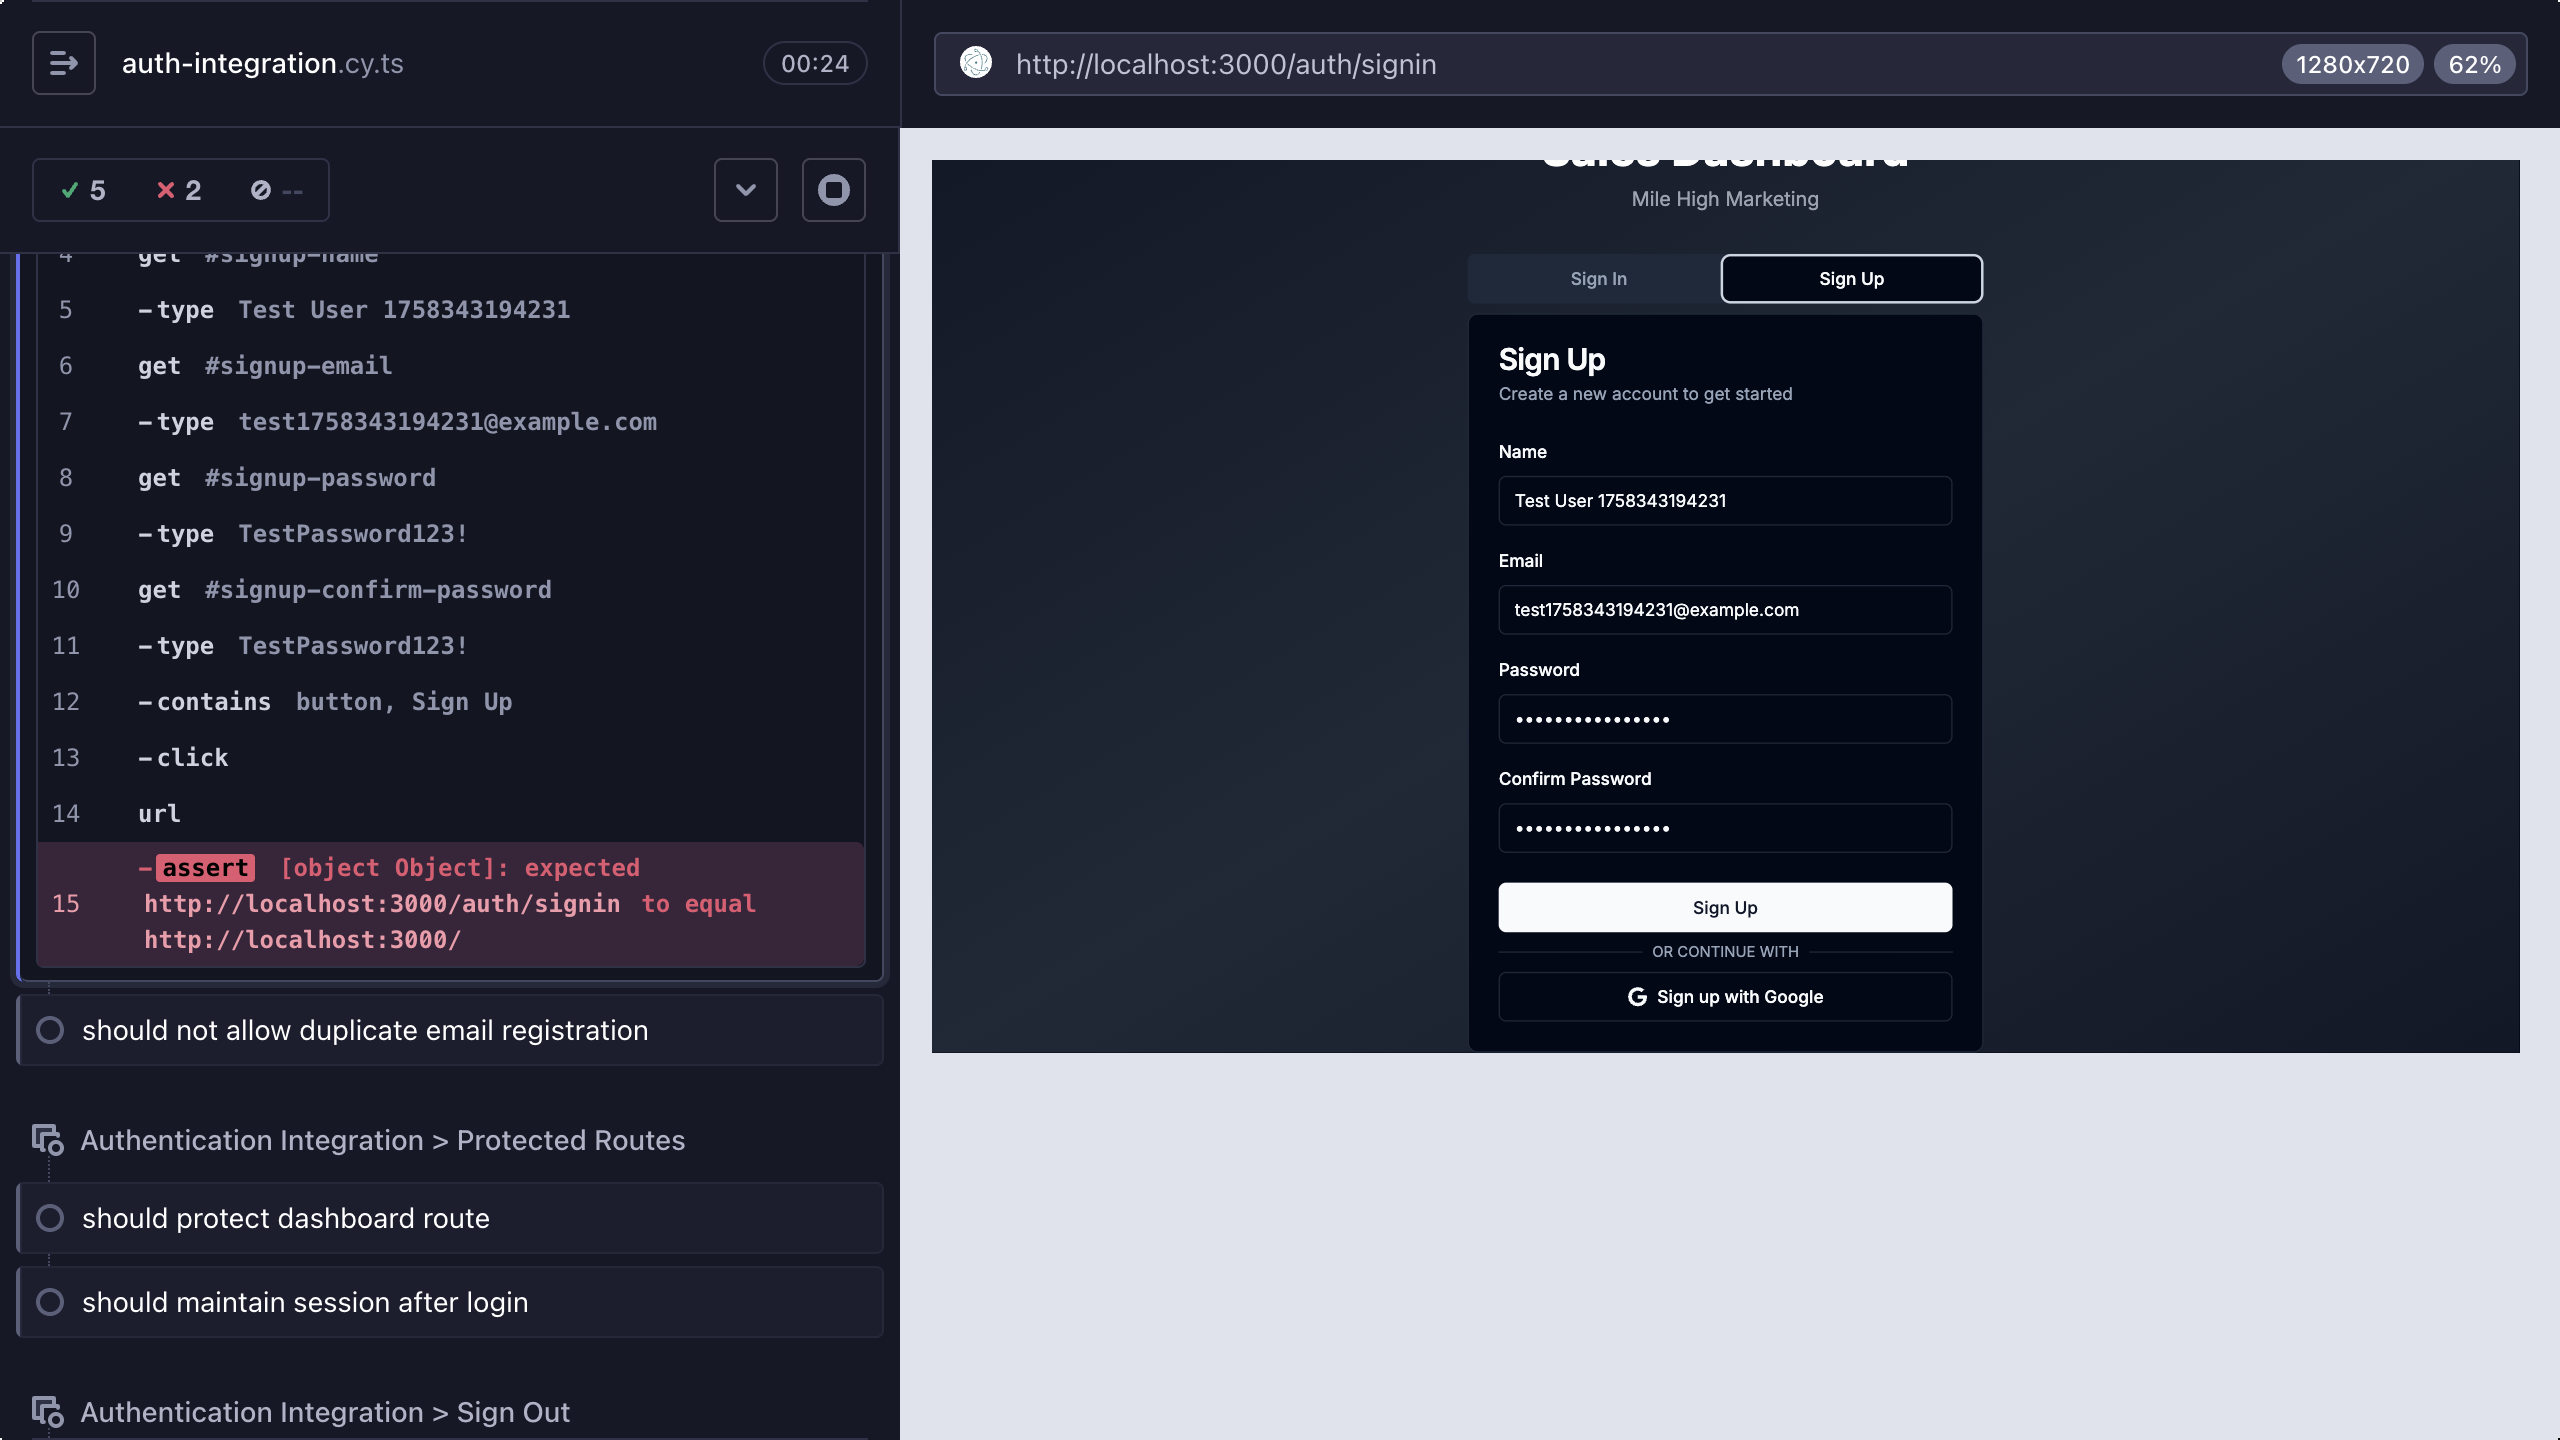 auth-integration.cy.ts
00:24
5
2
--
4 get #signup-name
5 -type Test User 1758343194231
6 get #signup-email
7 -type test1758343194231@example.com
8 get #signup-password
9 -type TestPassword123!
10 get #signup-confirm-password
11 -type TestPassword123!
12 -contains button, Sign Up
13 -click
14 url
-assert [object Object]: expected
15 http://localhost:3000/auth/signin to equal
http://localhost:3000/
should not allow duplicate email registration
Authentication Integration > Protected Routes
should protect dashboard route
should maintain session after login
Authentication Integration > Sign Out
http://localhost:3000/auth/signin
1280x720
62%
Sales Dashboard
Mile High Marketing
Sign In
Sign Up
Sign Up
Create a new account to get started
Name
Test User 1758343194231
Email
test1758343194231@example.com
Password
••••••••••••••••
Confirm Password
••••••••••••••••
Sign Up
OR CONTINUE WITH
Sign up with Google